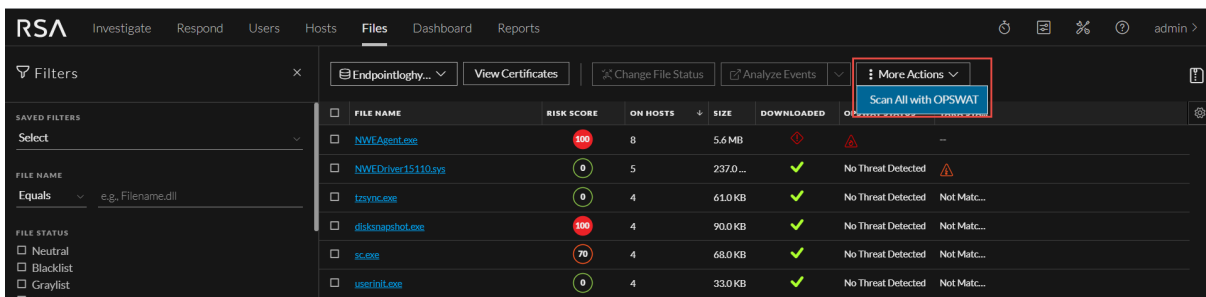 RSA Investigate Respond Users Hosts Files Dashboard Reports admin >
Filters
Endpointloghy... View Certificates Change File Status Analyze Events More Actions
Scan All with OPSWAT
SAVED FILTERS
Select
FILE NAME RISK SCORE ON HOSTS SIZE DOWNLOADED OPSWAT STATUS YARA STA...
NWEAgent.exe 100 8 5.6 MB --
NWEDriver15110.sys 0 5 237.0 ... No Threat Detected
FILE NAME
Equals e.g., Filename.dll
tzsync.exe 0 4 61.0 KB No Threat Detected Not Matc...
disksnapshot.exe 100 4 90.0 KB No Threat Detected Not Matc...
FILE STATUS
Neutral
Blacklist
Graylist
sc.exe 70 4 68.0 KB No Threat Detected Not Matc...
userinit.exe 0 4 33.0 KB No Threat Detected Not Matc...